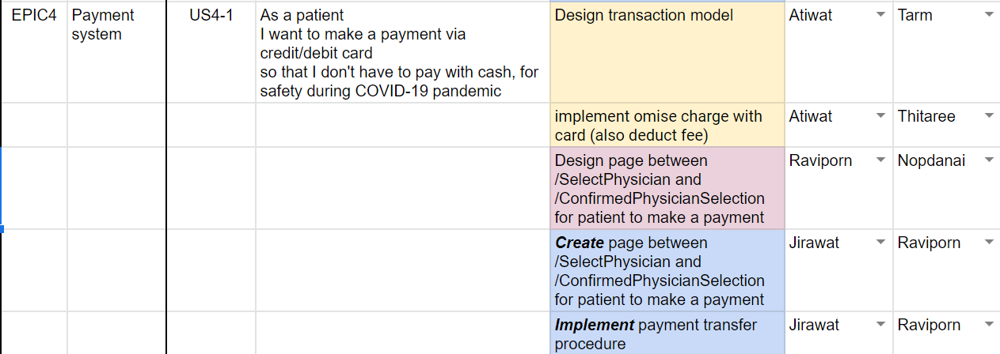 EPIC4 Payment system US4-1 As a patient
I want to make a payment via
credit/debit card
so that I don't have to pay with cash, for
safety during COVID-19 pandemic
Design transaction model Atiwat Tarm
implement omise charge with
card (also deduct fee)
Atiwat Thitaree
Design page between
/SelectPhysician and
/ConfirmedPhysicianSelection
for patient to make a payment
Raviporn Nopdanai
Create page between
/SelectPhysician and
/ConfirmedPhysicianSelection
for patient to make a payment
Jirawat Raviporn
Implement payment transfer
procedure
Jirawat Raviporn